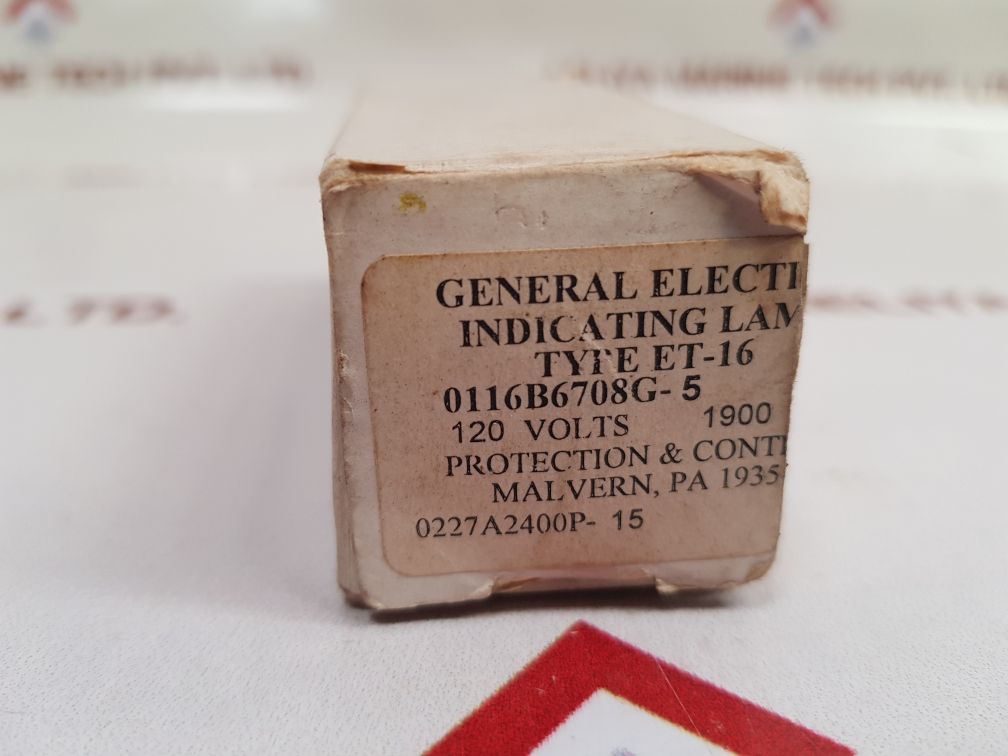 GENERAL ELECTI
INDICATING LAM
TYPE ET-16
0116B6708G- 5
120 VOLTS 1900
PROTECTION & CONT
MALVERN, PA 1935
0227A2400P- 15
LTD.